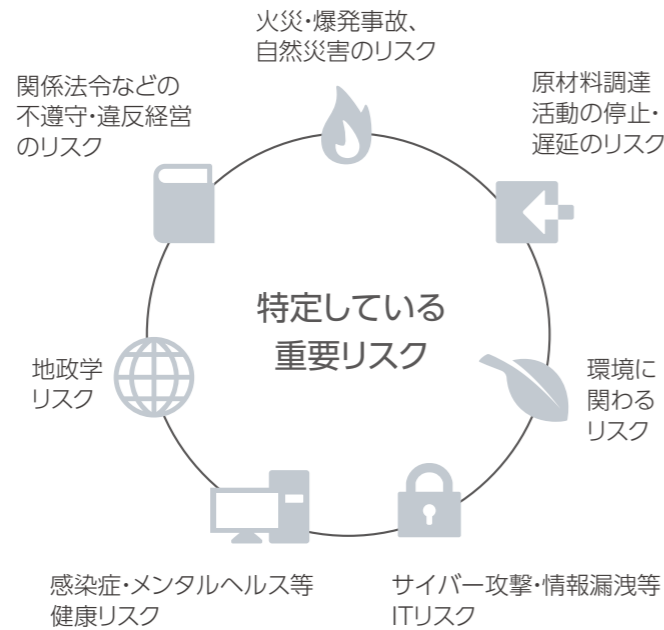 火災・爆発事故、
自然災害のリスク
関係法令などの
不遵守・違反経営
のリスク
原材料調達
活動の停止・
遅延のリスク
特定している
重要リスク
地政学
リスク
環境に
関わる
リスク
感染症・メンタルヘルス等
健康リスク
サイバー攻撃・情報漏洩等
ITリスク